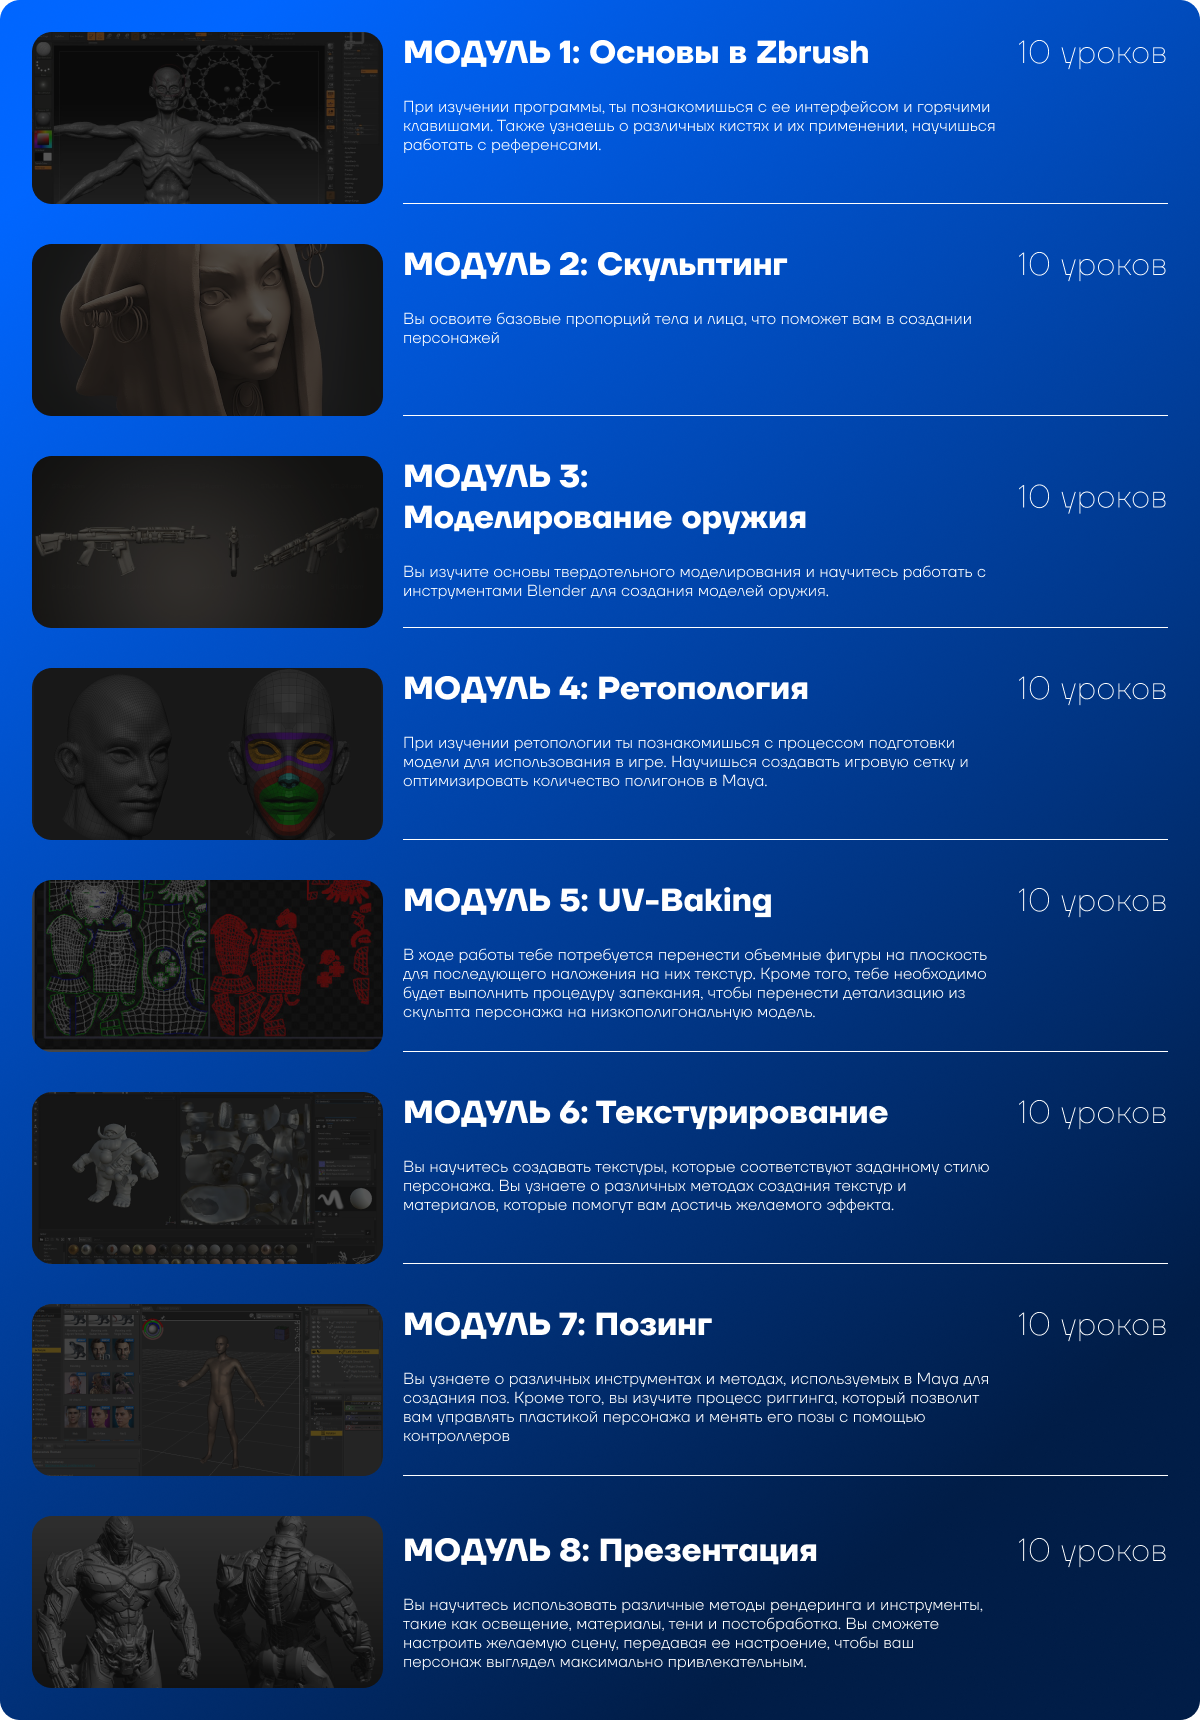 МОДУЛЬ 1: Основы в Zbrush
10 уроков
При изучении программы, ты познакомишься с ее интерфейсом и горячими
клавишами. Также узнаешь о различных кистях и их применении, научишься
работать с референсами.
МОДУЛЬ 2: Скульптинг
10 уроков
Вы освоите базовые пропорций тела и лица, что поможет вам в создании
персонажей
МОДУЛЬ 3:
Моделирование оружия
10 уроков
Вы изучите основы твердотельного моделирования и научитесь работать с
инструментами Blender для создания моделей оружия.
МОДУЛЬ 4: Ретопология
10 уроков
При изучении ретопологии ты познакомишься с процессом подготовки
модели для использования в игре. Научишься создавать игровую сетку и
оптимизировать количество полигонов в Maya.
МОДУЛЬ 5: UV-Baking
10 уроков
В ходе работы тебе потребуется перенести объемные фигуры на плоскость
для последующего наложения на них текстур. Кроме того, тебе необходимо
будет выполнить процедуру запекания, чтобы перенести детализацию из
скульпта персонажа на низкополигональную модель.
МОДУЛЬ 6: Текстурирование
10 уроков
Вы научитесь создавать текстуры, которые соответствуют заданному стилю
персонажа. Вы узнаете о различных методах создания текстур и
материалов, которые помогут вам достичь желаемого эффекта.
МОДУЛЬ 7: Позинг
10 уроков
Вы узнаете о различных инструментах и методах, используемых в Maya для
создания поз. Кроме того, вы изучите процесс риггинга, который позволит
вам управлять пластикой персонажа и менять его позы с помощью
контроллеров
МОДУЛЬ 8: Презентация
10 уроков
Вы научитесь использовать различные методы рендеринга и инструменты,
такие как освещение, материалы, тени и постобработка. Вы сможете
настроить желаемую сцену, передавая ее настроение, чтобы ваш
персонаж выглядел максимально привлекательным.